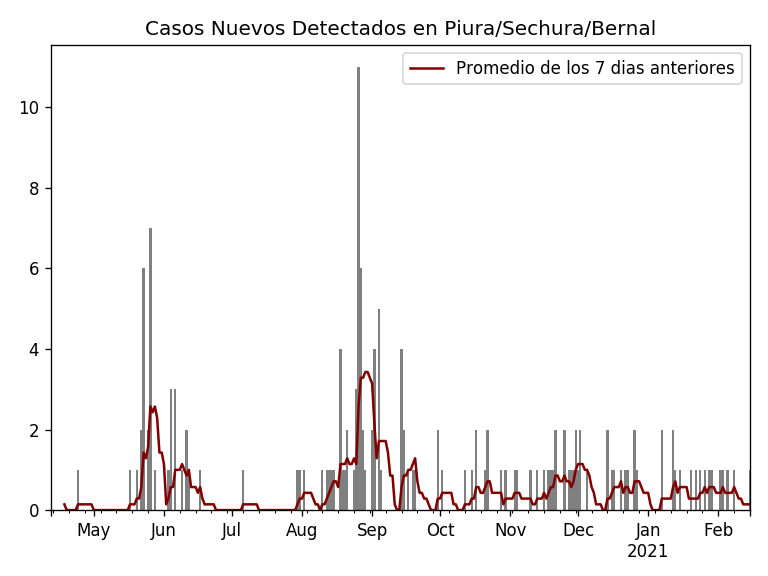 Casos Nuevos Detectados en Piura/Sechura/Bernal
Promedio de los 7 dias anteriores
10
8
6
4
2
0
May Jun Jul Aug Sep Oct Nov Dec Jan Feb
2021